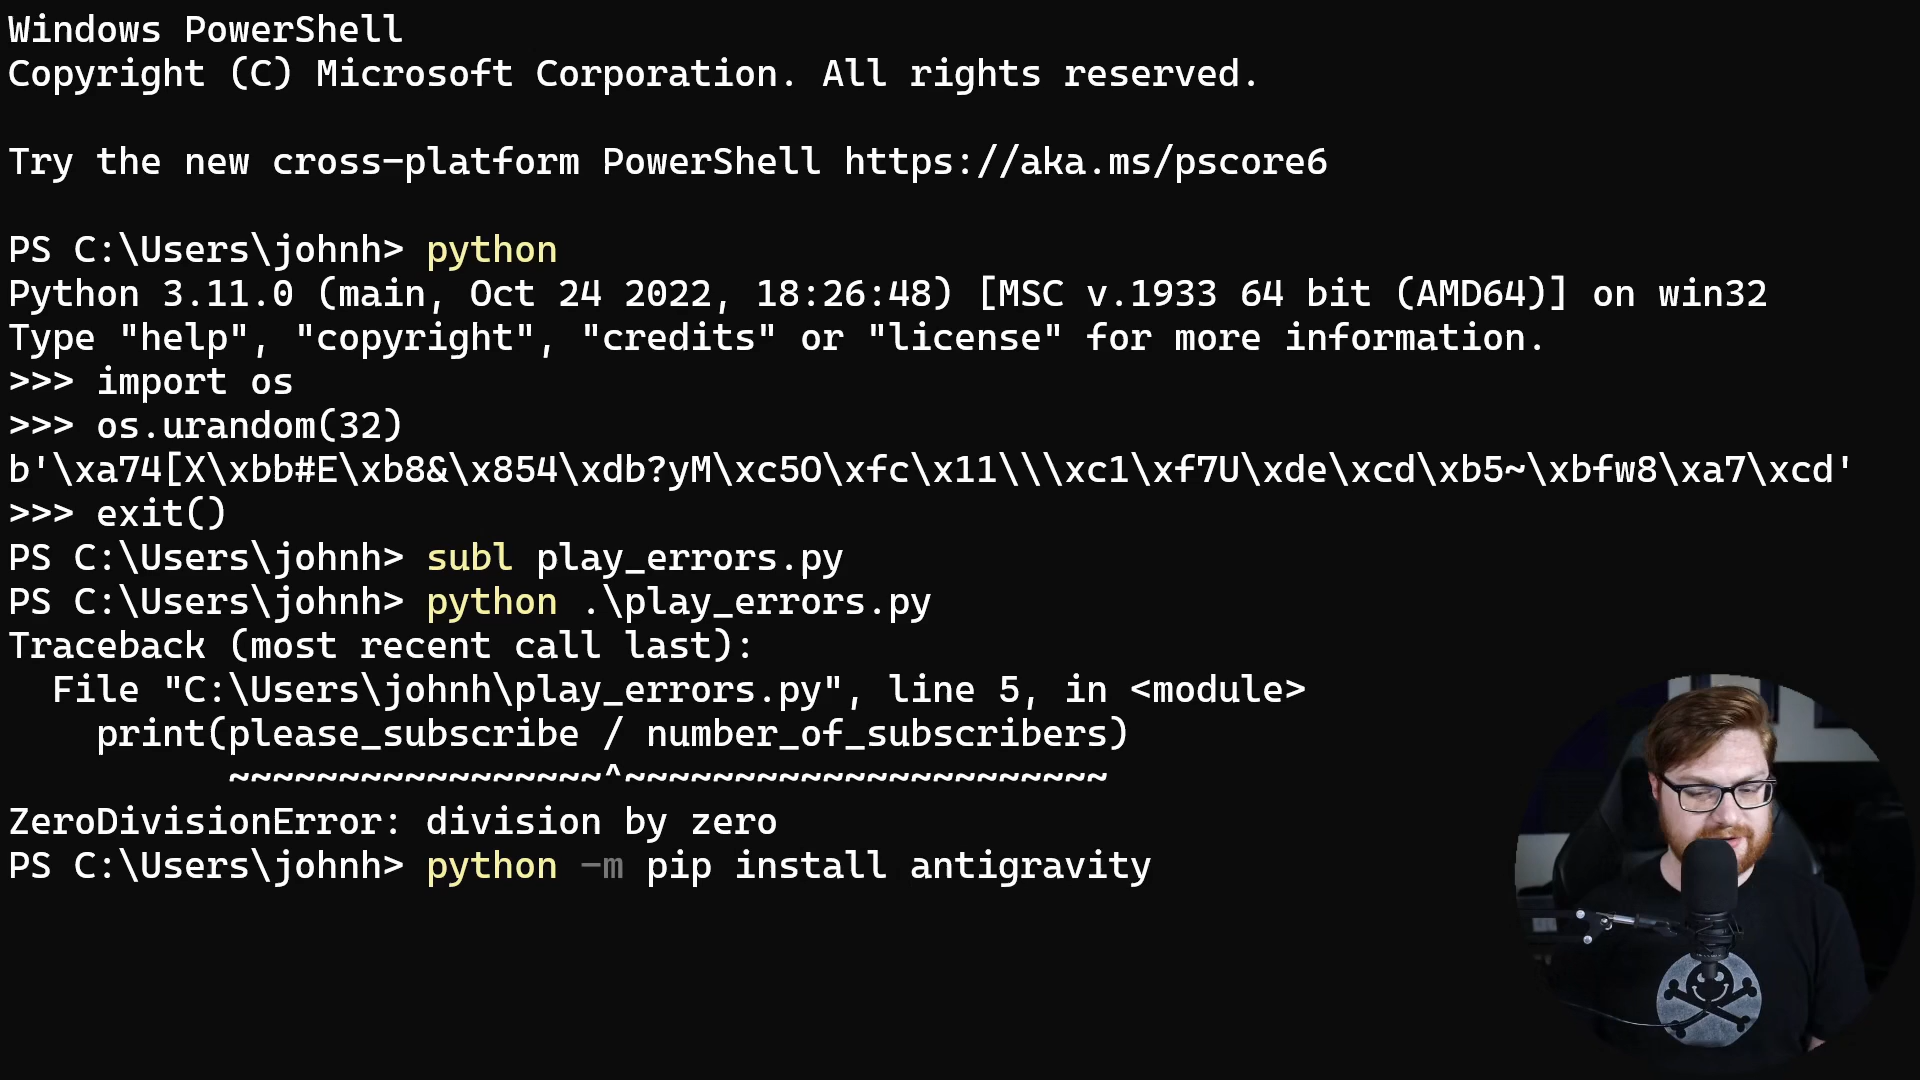 Windows PowerShell
Copyright (C) Microsoft Corporation. All rights reserved.
Try the new cross-platform PowerShell https://aka.ms/pscore6
PS C:\Users\johnh> python
Python 3.11.0 (main, Oct 24 2022, 18:26:48) [MSC v.1933 64 bit (AMD64)] on win32
Type "help", "copyright", "credits" or "license" for more information.
>>> import os
>>> os.urandom(32)
b'\xa74[X\xbb#E\xb8&\x854\xdb?yM\xc5O\xfc\x11\\\xc1\xf7U\xde\xcd\xb5~\xbfw8\xa7\xcd'
>>> exit()
PS C:\Users\johnh> subl play_errors.py
PS C:\Users\johnh> python .\play_errors.py
Traceback (most recent call last):
  File "C:\Users\johnh\play_errors.py", line 5, in <module>
    print(please_subscribe / number_of_subscribers)
          ~~~~~~~~~~~~~~~~~^~~~~~~~~~~~~~~~~~~~~~~
ZeroDivisionError: division by zero
PS C:\Users\johnh> python -m pip install antigravity